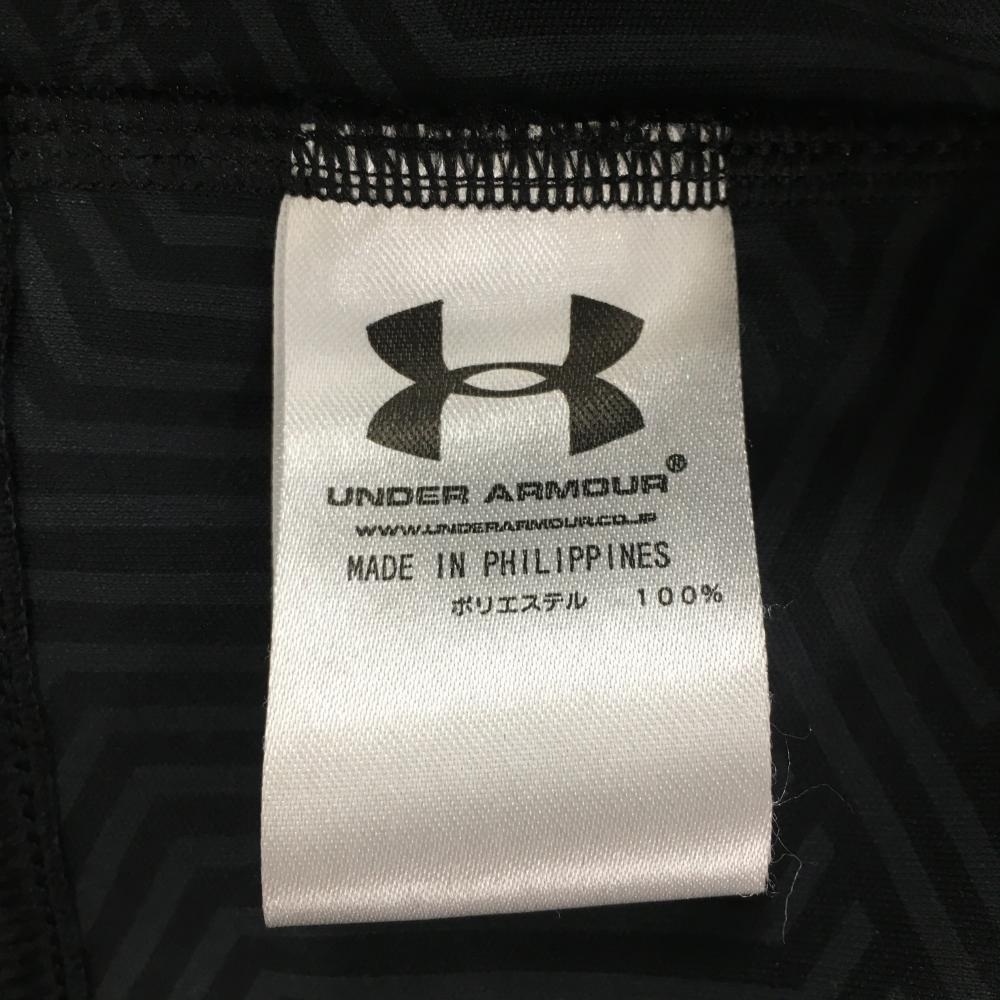 UNDER ARMOUR®
WWW.UNDERARMOUR.CO.JP
MADE IN PHILIPPINES
ポリエステル 100%